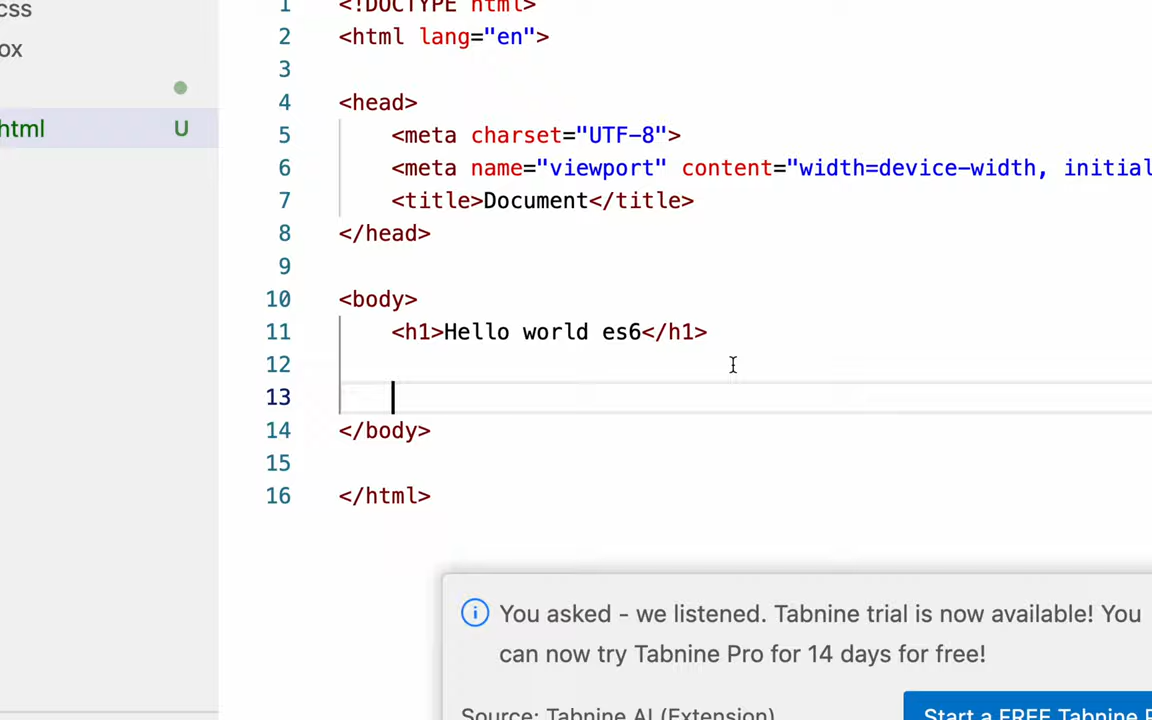 css
ox
html U
1 <!DOCTYPE html>
2 <html lang="en">
3
4 <head>
5 <meta charset="UTF-8">
6 <meta name="viewport" content="width=device-width, initial
7 <title>Document</title>
8 </head>
9
10 <body>
11 <h1>Hello world es6</h1>
12
13
14 </body>
15
16 </html>
You asked - we listened. Tabnine trial is now available! You
can now try Tabnine Pro for 14 days for free!
Source: Tabnine AI (Extension)
Start a FREE Tabnine P